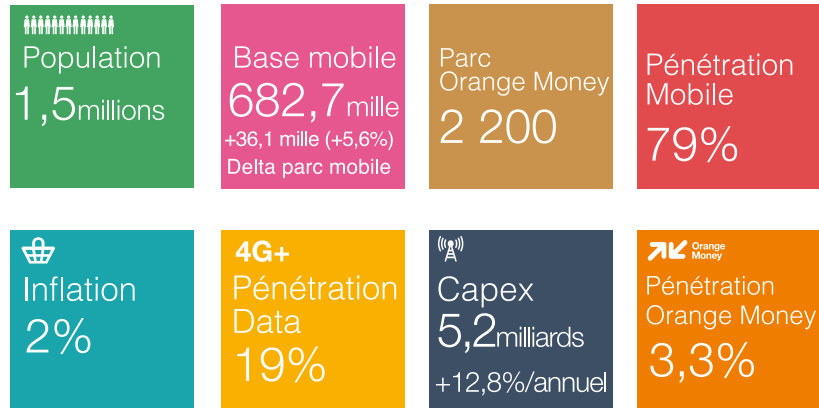 Population
1,5millions
Base mobile
682,7mille
+36,1 mille (+5,6%)
Delta parc mobile
Parc
Orange Money
2 200
Pénétration
Mobile
79%
Inflation
2%
4G+
Pénétration
Data
19%
Capex
5,2milliards
+12,8%/annuel
Orange
Money
Pénétration
Orange Money
3,3%